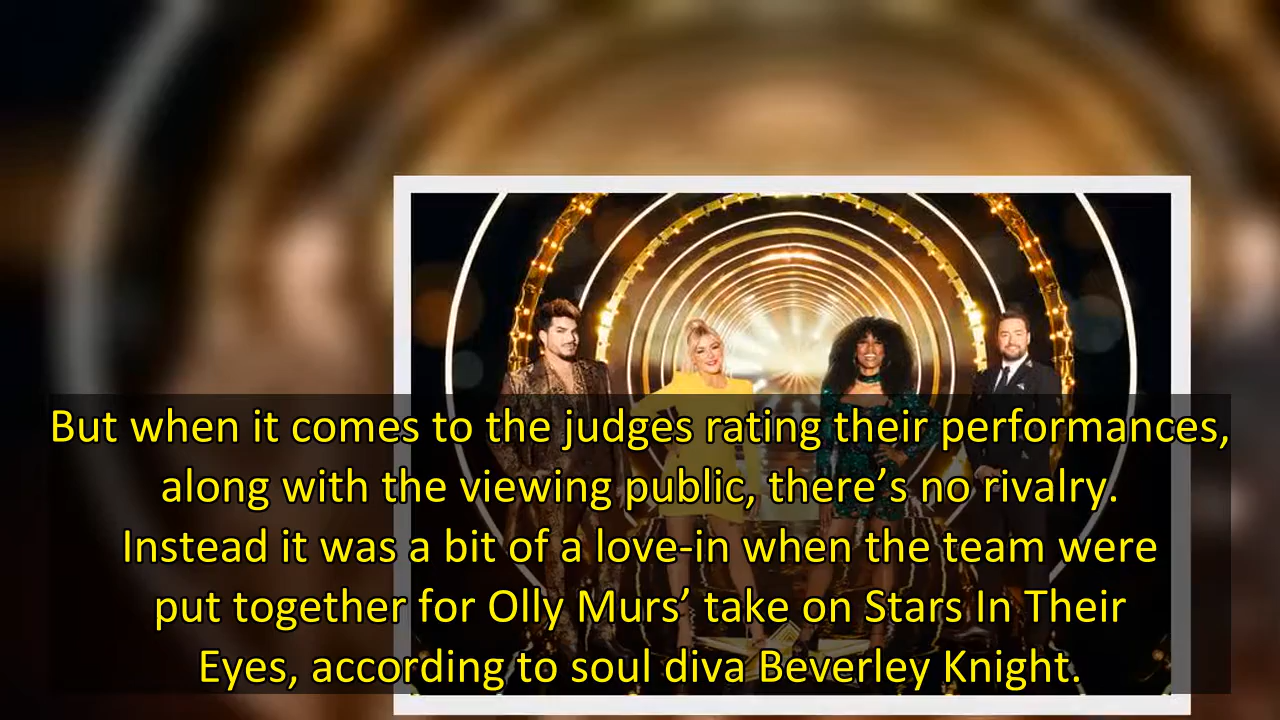 But when it comes to the judges rating their performances,
along with the viewing public, there’s no rivalry.
Instead it was a bit of a love-in when the team were
put together for Olly Murs’ take on Stars In Their
Eyes, according to soul diva Beverley Knight.